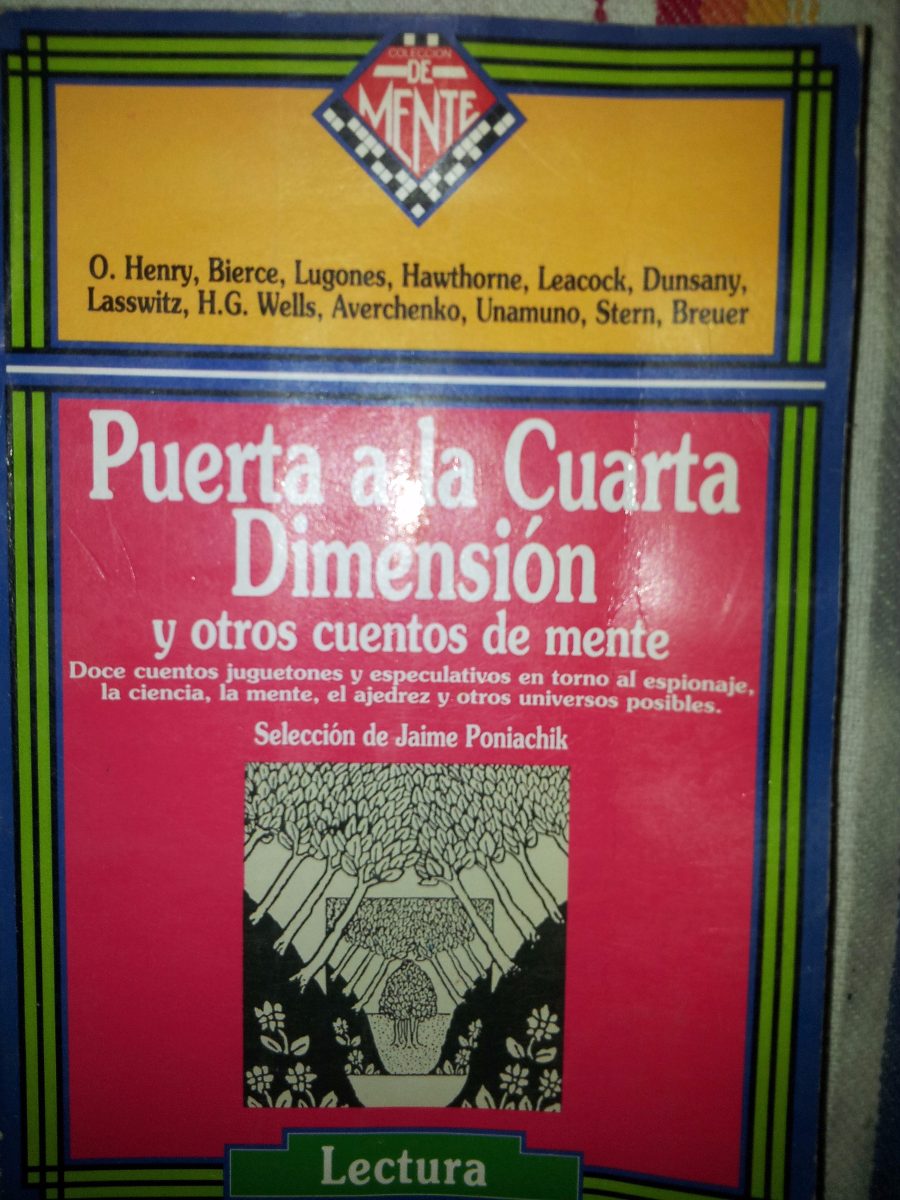 COLECCION
DE
MENTE
O. Henry, Bierce, Lugones, Hawthorne, Leacock, Dunsany,
Lasswitz, H.G. Wells, Averchenko, Unamuno, Stern, Breuer
Puerta a la Cuarta
Dimensión
y otros cuentos de mente
Doce cuentos juguetones y especulativos en torno al espionaje,
la ciencia, la mente, el ajedrez y otros universos posibles.
Selección de Jaime Poniachik
Lectura